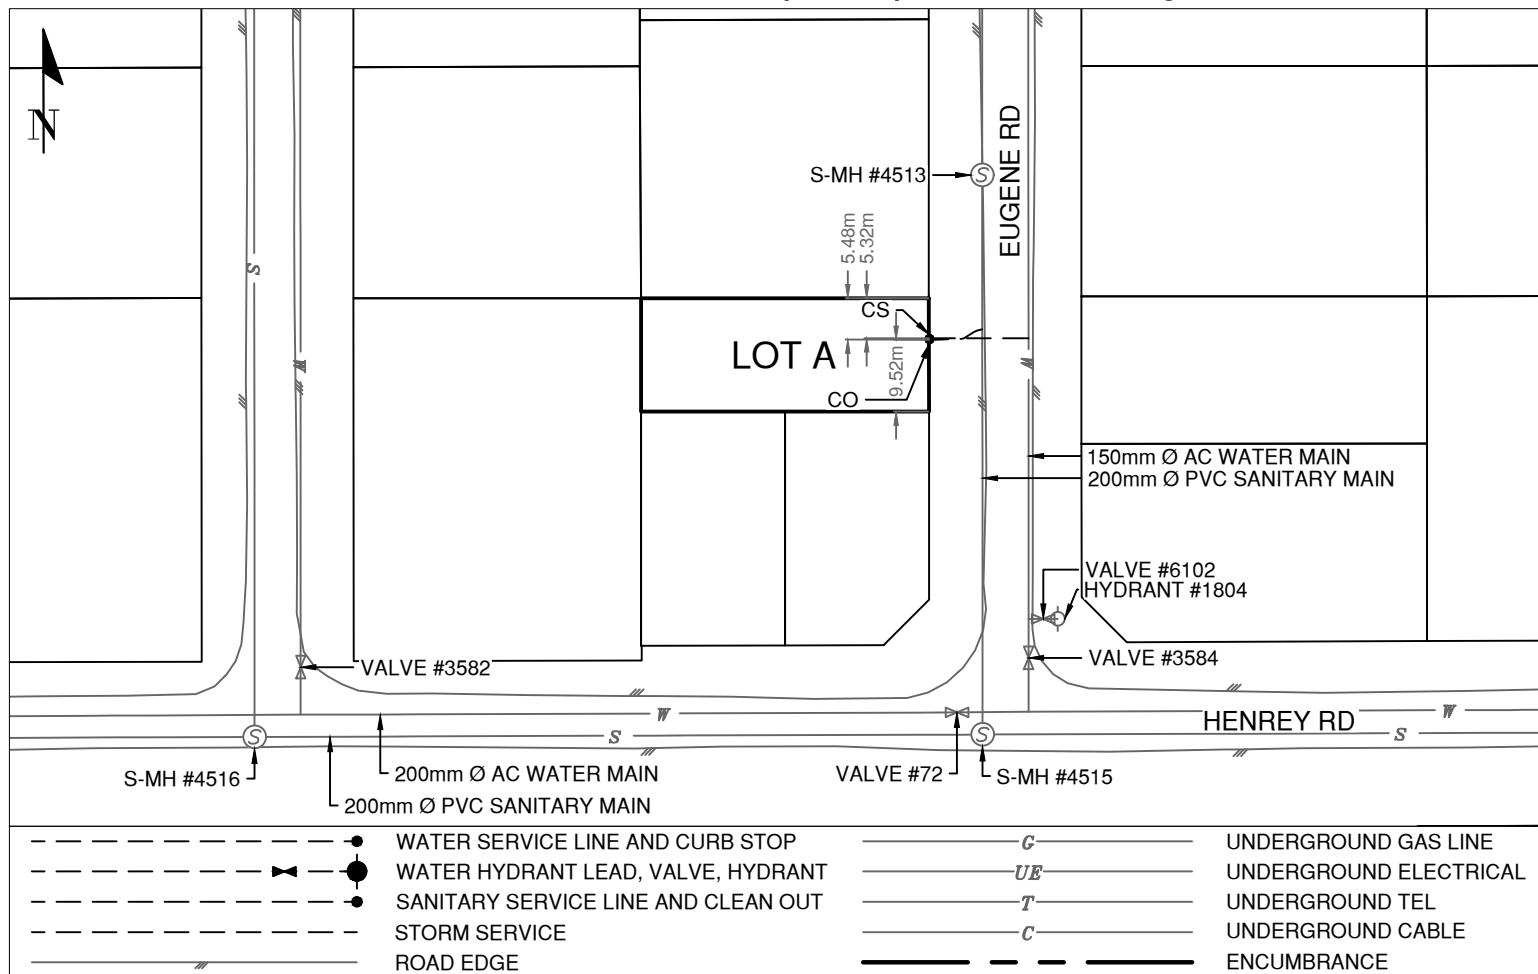 N
S-MH #4513
EUGENE RD
5.48m
5.32m
S
CS
LOT A
W
W
9.52m
CO
150mm Ø AC WATER MAIN
200mm Ø PVC SANITARY MAIN
VALVE #6102
HYDRANT #1804
VALVE #3582
VALVE #3584
W
HENREY RD
W
S
S
S
S
S
S-MH #4516
200mm Ø AC WATER MAIN
VALVE #72
S-MH #4515
200mm Ø PVC SANITARY MAIN
WATER SERVICE LINE AND CURB STOP
WATER HYDRANT LEAD, VALVE, HYDRANT
SANITARY SERVICE LINE AND CLEAN OUT
STORM SERVICE
ROAD EDGE
G UNDERGROUND GAS LINE
UE UNDERGROUND ELECTRICAL
T UNDERGROUND TEL
C UNDERGROUND CABLE
ENCUMBRANCE